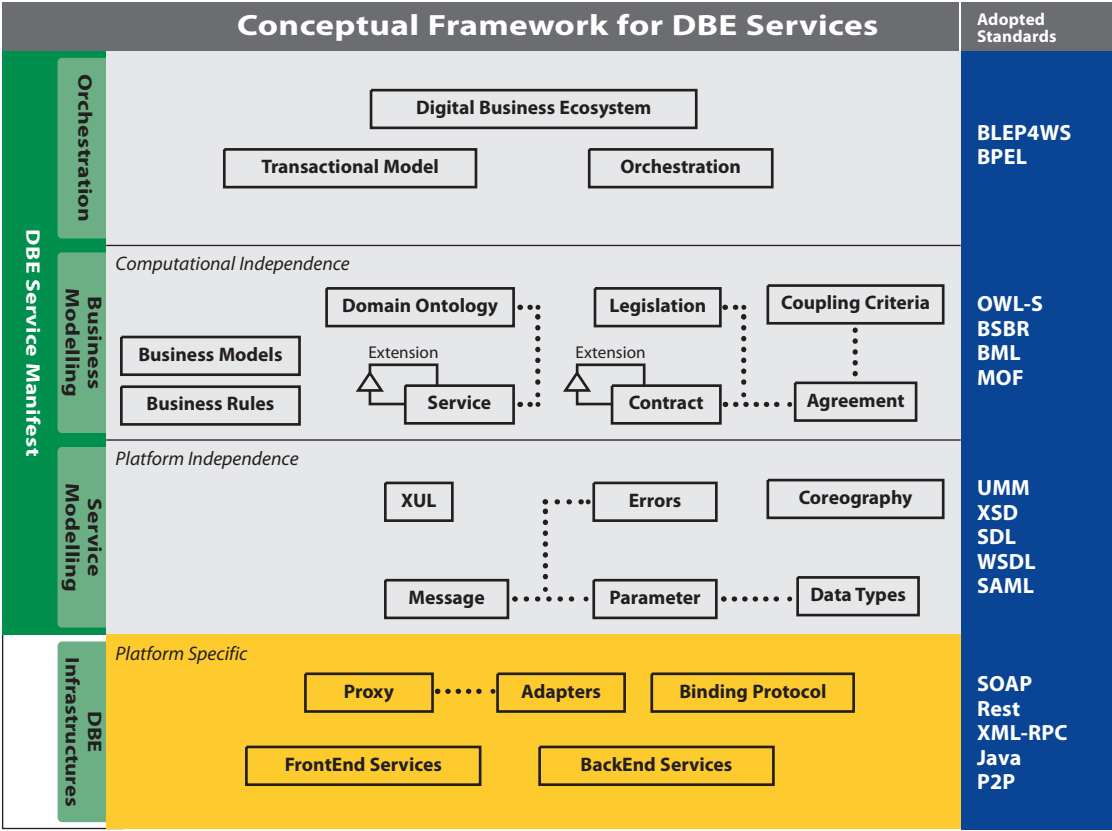 Conceptual Framework for DBE Services
Adopted
Standards
DBE Service Manifest
Orchestration
Digital Business Ecosystem
Transactional Model
Orchestration
BLEP4WS
BPEL
Business
Modelling
Computational Independence
Domain Ontology
Legislation
Coupling Criteria
Business Models
Extension
Extension
Business Rules
Service
Contract
Agreement
OWL-S
BSBR
BML
MOF
Service
Modelling
Platform Independence
XUL
Errors
Coreography
Message
Parameter
Data Types
UMM
XSD
SDL
WSDL
SAML
DBE
Infrastructures
Platform Specific
Proxy
Adapters
Binding Protocol
FrontEnd Services
BackEnd Services
SOAP
Rest
XML-RPC
Java
P2P